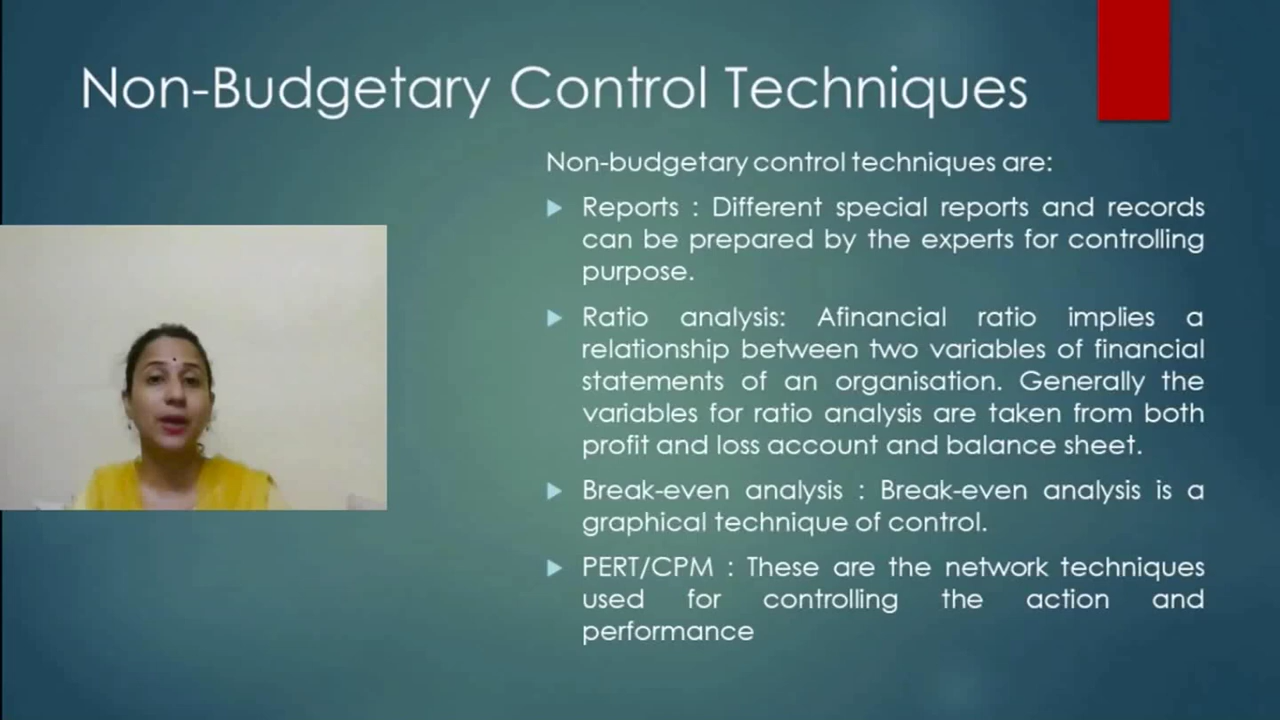 Non-Budgetary Control Techniques
Non-budgetary control techniques are:
Reports : Different special reports and records
can be prepared by the experts for controlling
purpose.
Ratio analysis: Afinancial ratio implies a
relationship between two variables of financial
statements of an organisation. Generally the
variables for ratio analysis are taken from both
profit and loss account and balance sheet.
Break-even analysis : Break-even analysis is a
graphical technique of control.
PERT/CPM : These are the network techniques
used for controlling the action and
performance